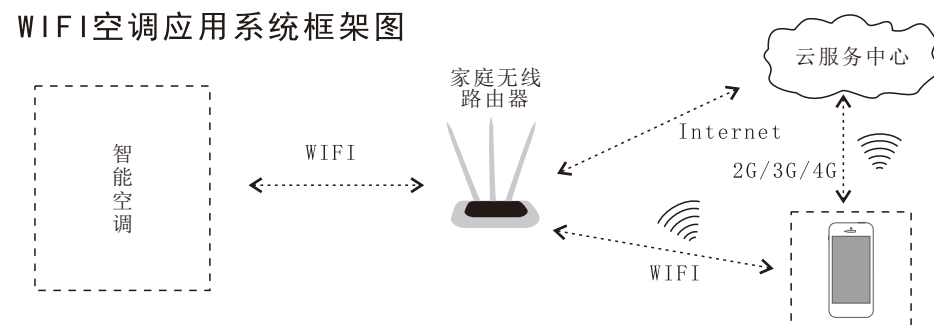 WIFI空调应用系统框架图
云服务中心
家庭无线
路由器
Internet
智能空调
WIFI
2G/3G/4G
WIFI